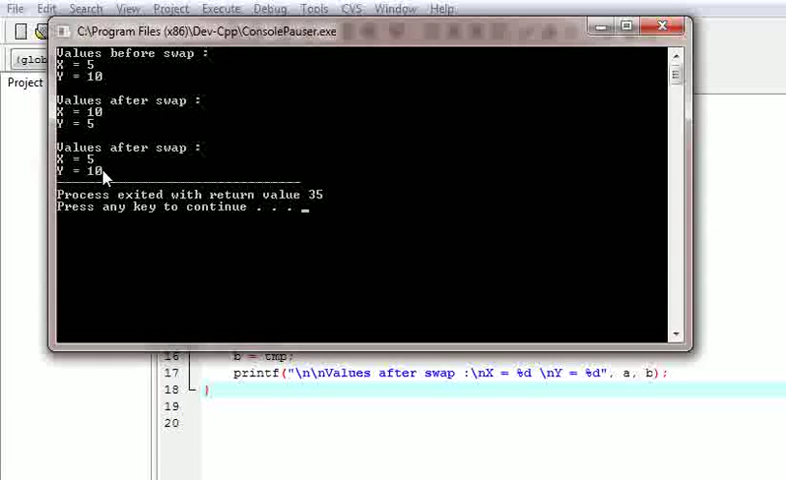 File Edit Search View Project Execute Debug Tools CVS Window Help
C:\Program Files (x86)\Dev-Cpp\ConsolePauser.exe
(glob
Project
Values before swap :
X = 5
Y = 10
Values after swap :
X = 10
Y = 5
Values after swap :
X = 5
Y = 10
Process exited with return value 35
Press any key to continue . . . _
16 b = tmp;
17 printf("\n\nValues after swap :\nX = %d \nY = %d", a, b);
18 }
19
20